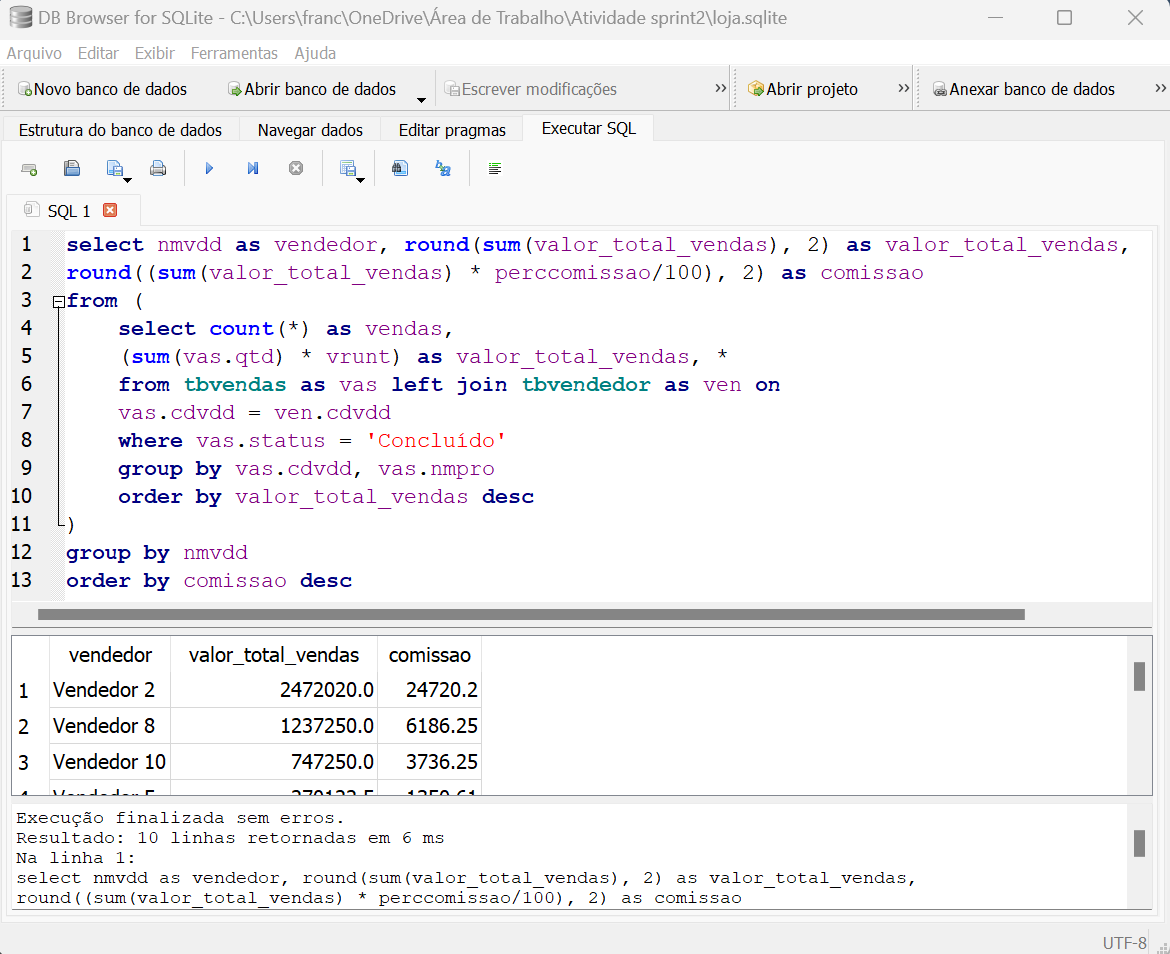 DB Browser for SQLite - C:\Users\franc\OneDrive\Área de Trabalho\Atividade sprint2\loja.sqlite
Arquivo Editar Exibir Ferramentas Ajuda
Novo banco de dados Abrir banco de dados Escrever modificações » Abrir projeto » Anexar banco de dados »
Estrutura do banco de dados Navegar dados Editar pragmas Executar SQL
SQL 1
1 select nmvdd as vendedor, round(sum(valor_total_vendas), 2) as valor_total_vendas,
2 round((sum(valor_total_vendas) * perccomissao/100), 2) as comissao
3 from (
4 select count(*) as vendas,
5 (sum(vas.qtd) * vrunt) as valor_total_vendas, *
6 from tbvendas as vas left join tbvendedor as ven on
7 vas.cdvdd = ven.cdvdd
8 where vas.status = 'Concluído'
9 group by vas.cdvdd, vas.nmpro
10 order by valor_total_vendas desc
11 )
12 group by nmvdd
13 order by comissao desc
vendedor valor_total_vendas comissao
1 Vendedor 2 2472020.0 24720.2
2 Vendedor 8 1237250.0 6186.25
3 Vendedor 10 747250.0 3736.25
Execução finalizada sem erros.
Resultado: 10 linhas retornadas em 6 ms
Na linha 1:
select nmvdd as vendedor, round(sum(valor_total_vendas), 2) as valor_total_vendas,
round((sum(valor_total_vendas) * perccomissao/100), 2) as comissao
UTF-8